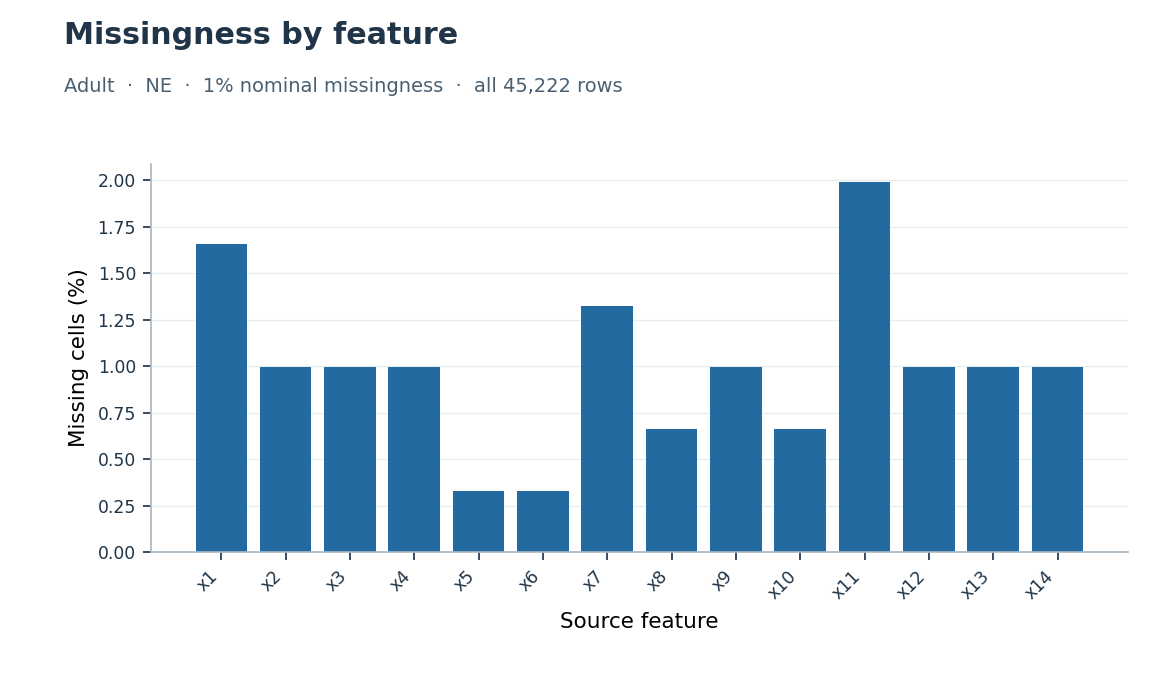 Missingness by feature
Adult · NE · 1% nominal missingness · all 45,222 rows
Missing cells (%)
2.00
1.75
1.50
1.25
1.00
0.75
0.50
0.25
0.00
x1 x2 x3 x4 x5 x6 x7 x8 x9 x10 x11 x12 x13 x14
Source feature